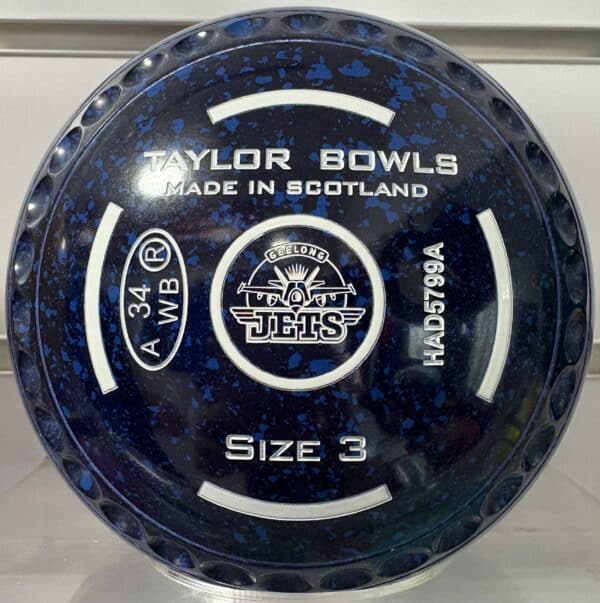 TAYLOR BOWLS
MADE IN SCOTLAND
A 34
WB
R
GEELONG
JETS
HAD5799A
SIZE 3